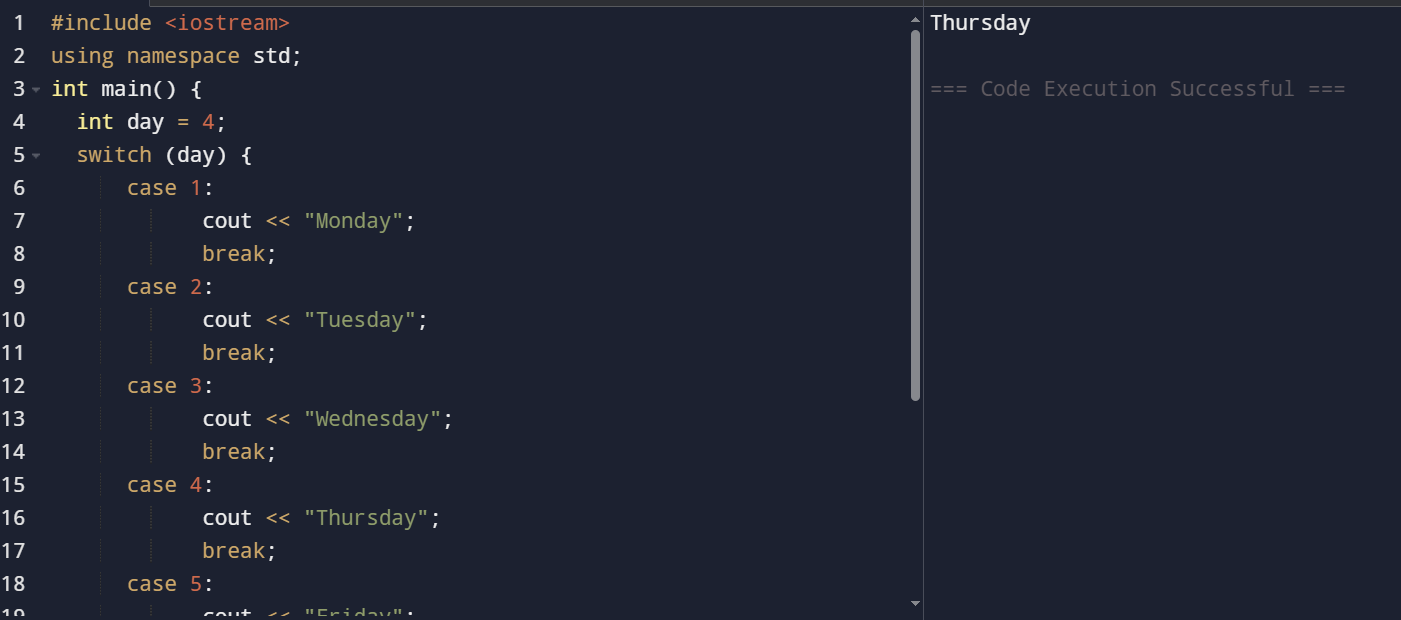 1 #include <iostream>
2 using namespace std;
3 int main() {
4 int day = 4;
5 switch (day) {
6 case 1:
7 cout << "Monday";
8 break;
9 case 2:
10 cout << "Tuesday";
11 break;
12 case 3:
13 cout << "Wednesday";
14 break;
15 case 4:
16 cout << "Thursday";
17 break;
18 case 5:
19 cout << "Friday";
Thursday
=== Code Execution Successful ===